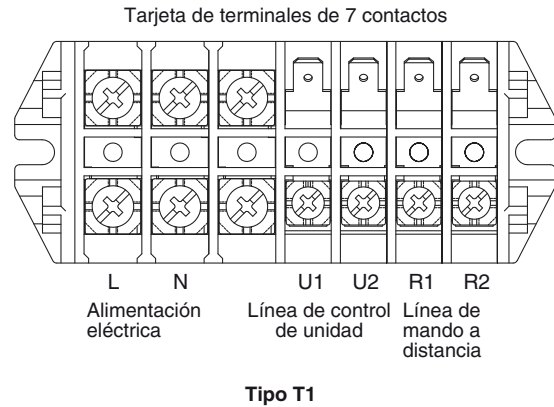 Tarjeta de terminales de 7 contactos
L N U1 U2 R1 R2
Alimentación
eléctrica
Línea de control
de unidad
Línea de
mando a
distancia
Tipo T1